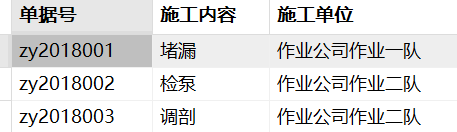 单据号 施工内容 施工单位
zy2018001 堵漏 作业公司作业一队
zy2018002 检泵 作业公司作业二队
zy2018003 调剖 作业公司作业二队